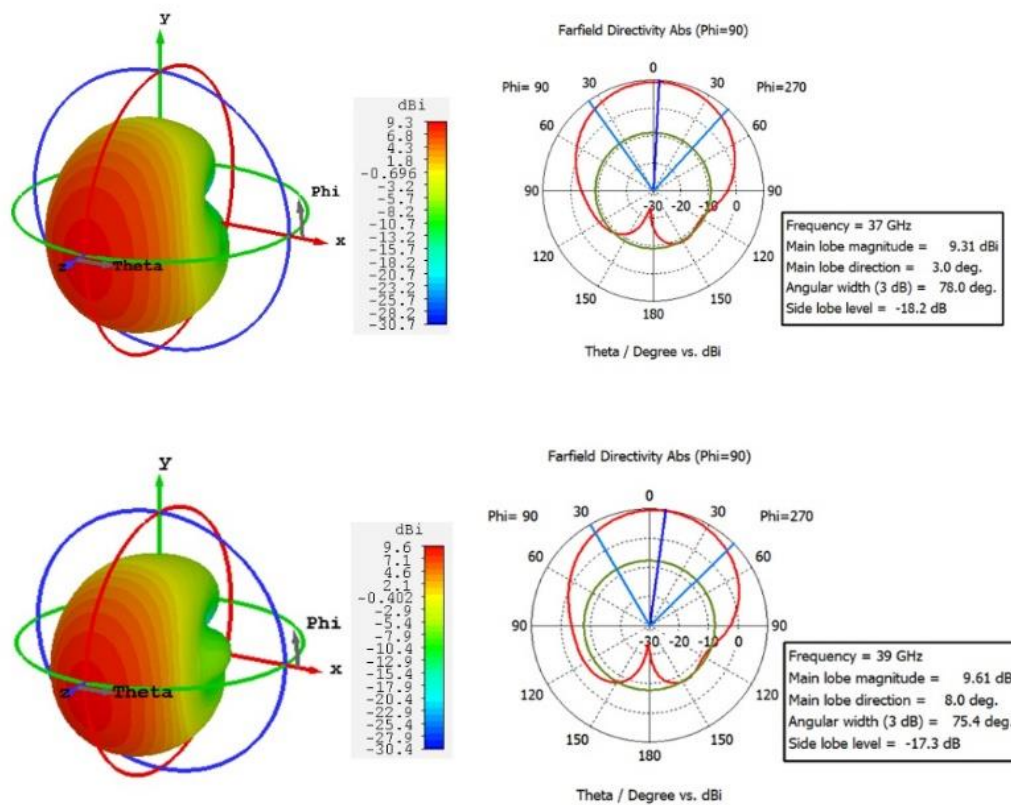 y
dBi
9.3
6.8
4.3
1.8
-0.696
-3.2
-5.7
-8.2
-10.7
-13.2
-15.7
-18.2
-20.7
-23.2
-25.7
-28.2
-30.7
Phi
x
z Theta
Farfield Directivity Abs (Phi=90)
0
30 30
Phi= 90 Phi=270
60 60
90 -30 -20 -10 0 90
120 120
150 150
180
Theta / Degree vs. dBi
Frequency = 37 GHz
Main lobe magnitude = 9.31 dBi
Main lobe direction = 3.0 deg.
Angular width (3 dB) = 78.0 deg.
Side lobe level = -18.2 dB
y
dBi
9.6
7.1
4.6
2.1
-0.402
-2.9
-5.4
-7.9
-10.4
-12.9
-15.4
-17.9
-20.4
-22.9
-25.4
-27.9
-30.4
Phi
x
z Theta
Farfield Directivity Abs (Phi=90)
0
30 30
Phi= 90 Phi=270
60 60
90 -30 -20 -10 0 90
120 120
150 150
180
Theta / Degree vs. dBi
Frequency = 39 GHz
Main lobe magnitude = 9.61 dB
Main lobe direction = 8.0 deg.
Angular width (3 dB) = 75.4 deg.
Side lobe level = -17.3 dB